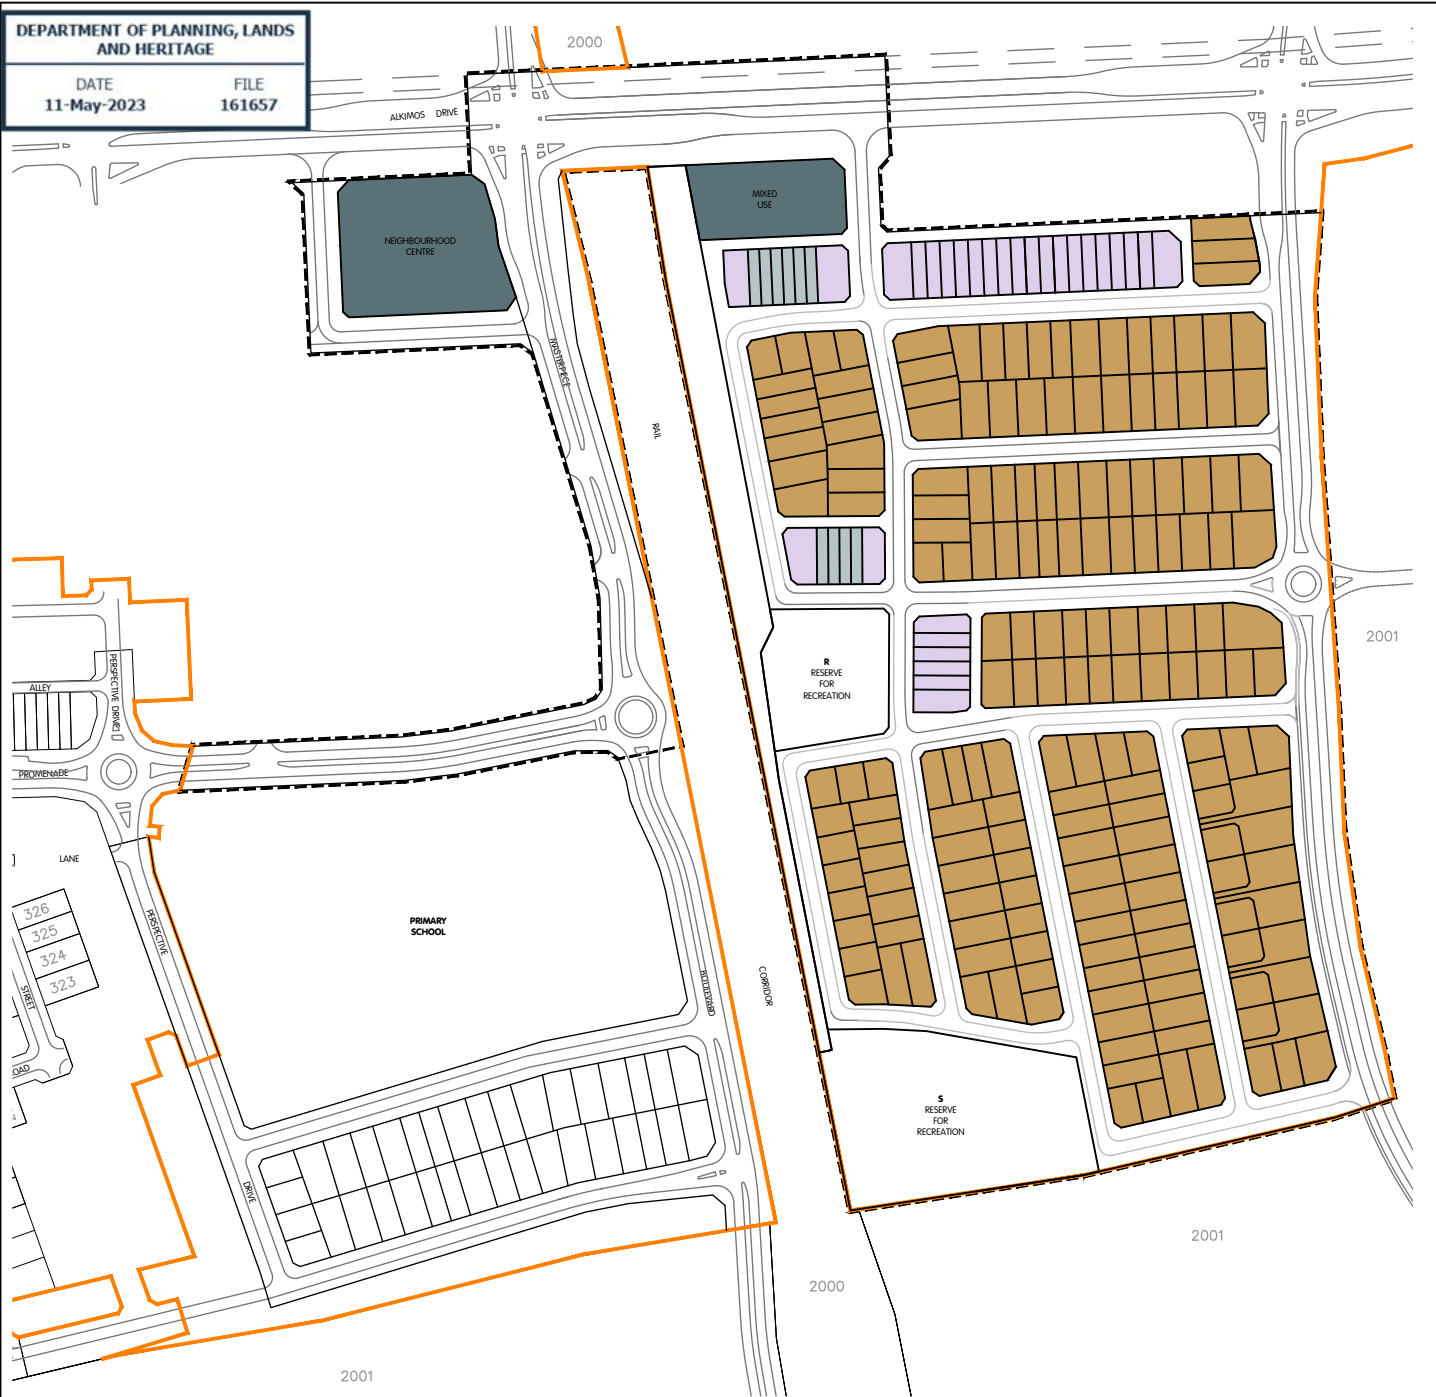 DEPARTMENT OF PLANNING, LANDS
AND HERITAGE
DATE FILE
11-May-2023 161657
2000
ALKIMOS DRIVE
MIXED
USE
NEIGHBOURHOOD
CENTRE
MASTERPIECE
RAIL
2001
R
RESERVE
FOR
RECREATION
ALLEY
PERSPECTIVE DRIVE
PROMENADE
LANE
326
325
324
323
STREET
PERSPECTIVE
PRIMARY
SCHOOL
BOULEVARD
CORRIDOR
OAD
S
RESERVE
FOR
RECREATION
DRIVE
2001
2000
2001